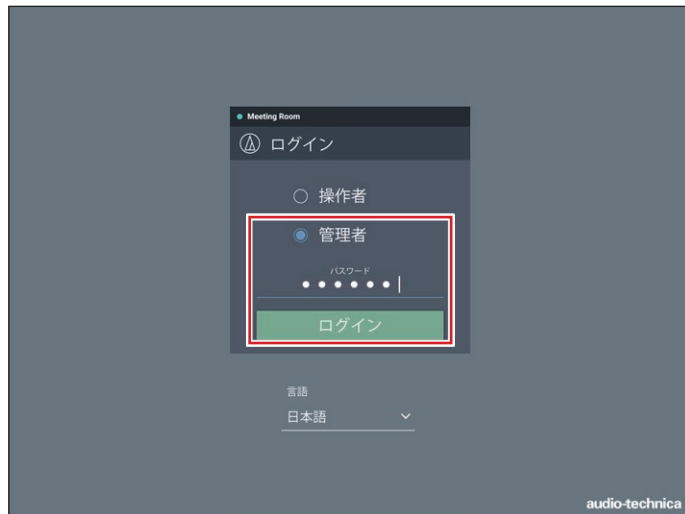 Meeting Room
ログイン
操作者
管理者
パスワード
ログイン
言語
日本語
audio-technica